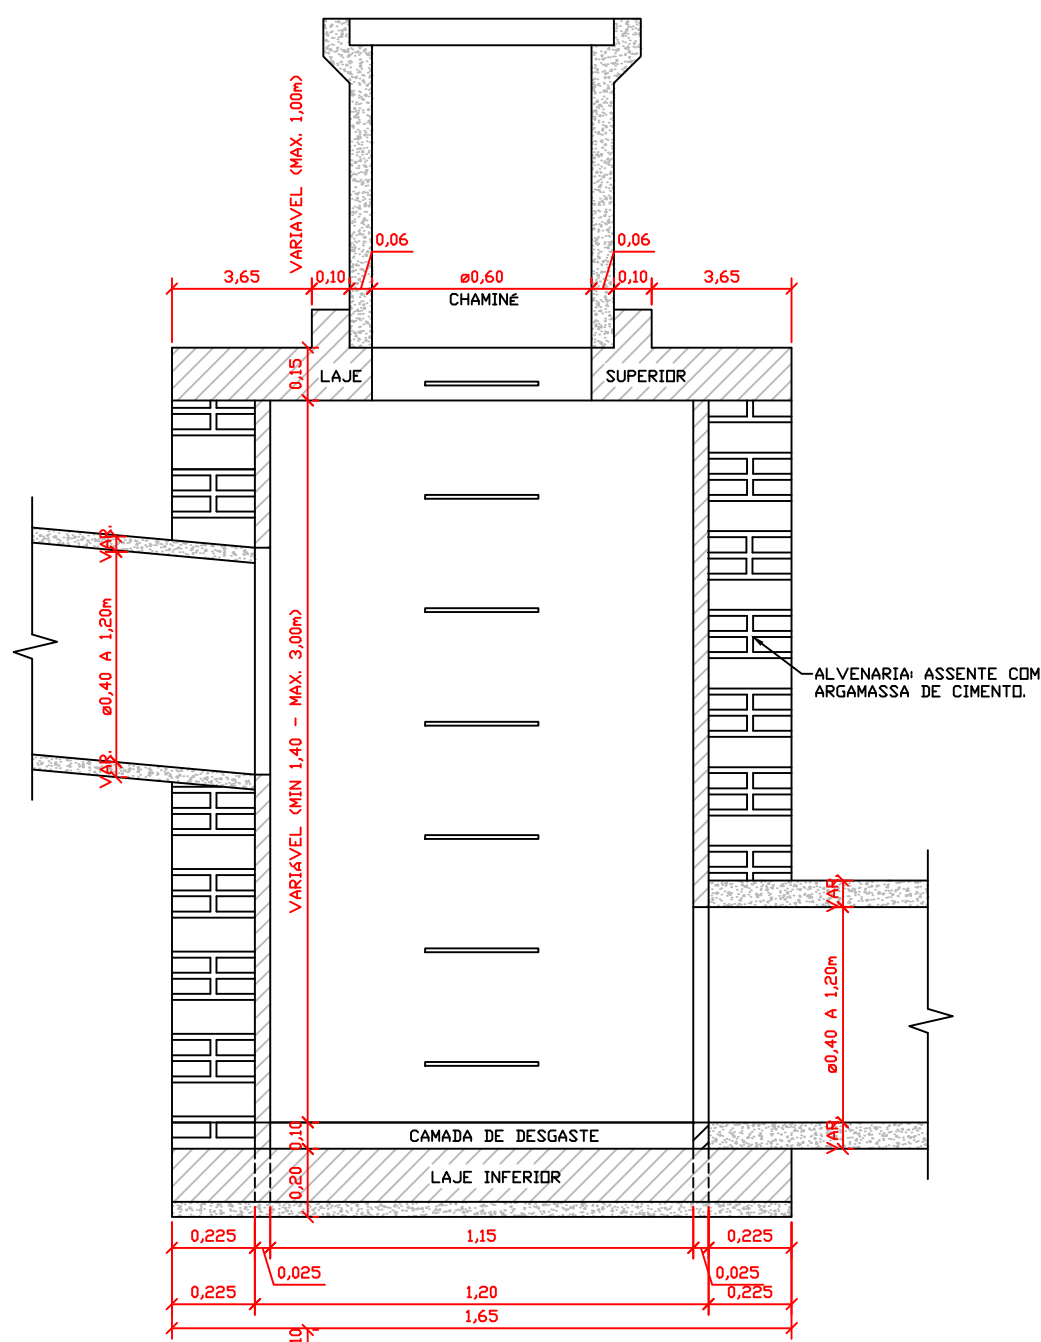 VARIAVEL (MAX. 1,00m)
0,06
0,06
3,65
0,10
ø0,60
0,10
3,65
CHAMINÉ
0,15
LAJE
SUPERIOR
VAR.
ø0,40 A 1,20m
VAR.
VARIÁVEL (MIN 1,40 - MAX. 3,00m)
ALVENARIA: ASSENTE COM
ARGAMASSA DE CIMENTO.
VAR.
ø0,40 A 1,20m
VAR.
0,10
CAMADA DE DESGASTE
0,20
LAJE INFERIOR
0,225
1,15
0,225
0,025
0,025
0,225
1,20
0,225
1,65
10